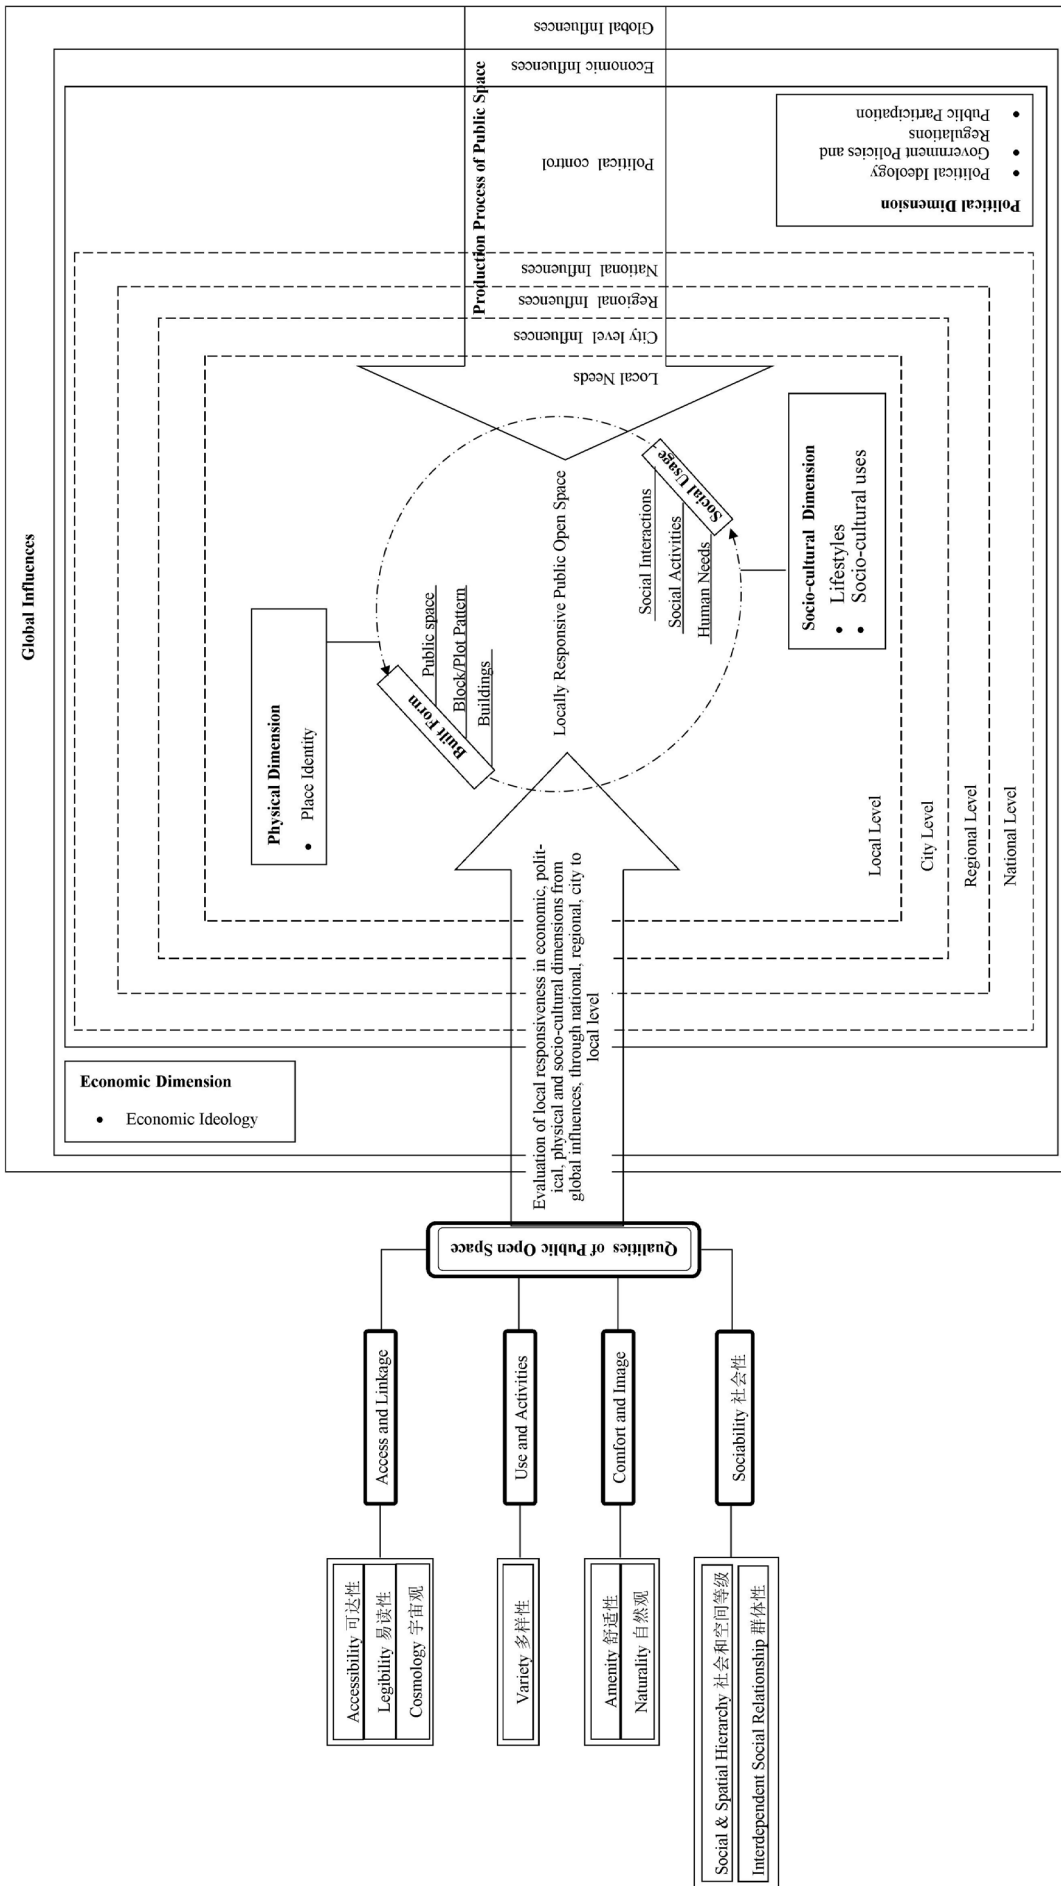 Global Influences
Global Influences
Economic Influences
Production Process of Public Space
Political control
National Influences
Regional Influences
City level Influences
Local Needs
Political Dimension
• Political Ideology
• Government Policies and
Regulations
• Public Participation
Physical Dimension
• Place Identity
Built Form
Public space
Block/Plot Pattern
Buildings
Locally Responsive Public Open Space
Social Usage
Social Interactions
Social Activities
Human Needs
Socio-cultural Dimension
• Lifestyles
• Socio-cultural uses
Local Level
City Level
Regional Level
National Level
Evaluation of local responsiveness in economic, polit-
ical, physical and socio-cultural dimensions from
global influences, through national, regional, city to
local level
Economic Dimension
• Economic Ideology
Qualities of Public Open
Space
Access and Linkage
Use and Activities
Comfort and Image
Sociability 社会性
Accessibility 可达性
Legibility 易读性
Cosmology 宇宙观
Variety 多样性
Amenity 舒适性
Naturality 自然观
Social & Spatial Hierarchy 社会和空间等级
Interdependent Social Relationship 群体性